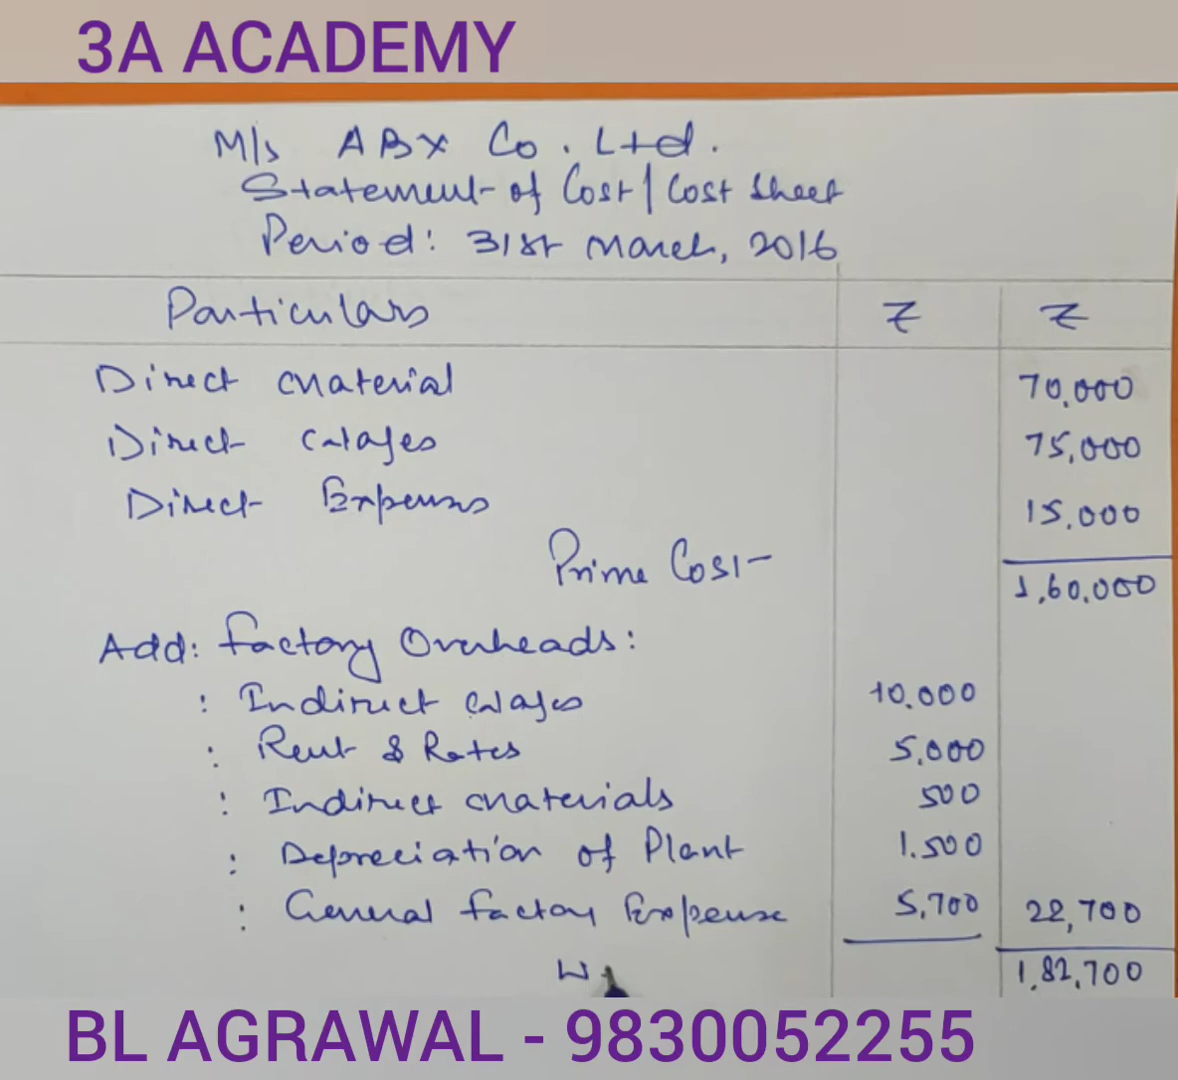 3A ACADEMY
M/s ABX Co. Ltd.
Statement of Cost / Cost Sheet
Period: 31st March, 2016
Particulars ₹ ₹
Direct Material 70,000
Direct Wages 75,000
Direct Expenses 15,000
Prime Cost 1,60,000
Add: Factory Overheads:
: Indirect Wages 10,000
: Rent & Rates 5,000
: Indirect Materials 500
: Depreciation of Plant 1,500
: General Factory Expense 5,700 22,700
W 1,82,700
BL AGRAWAL - 9830052255